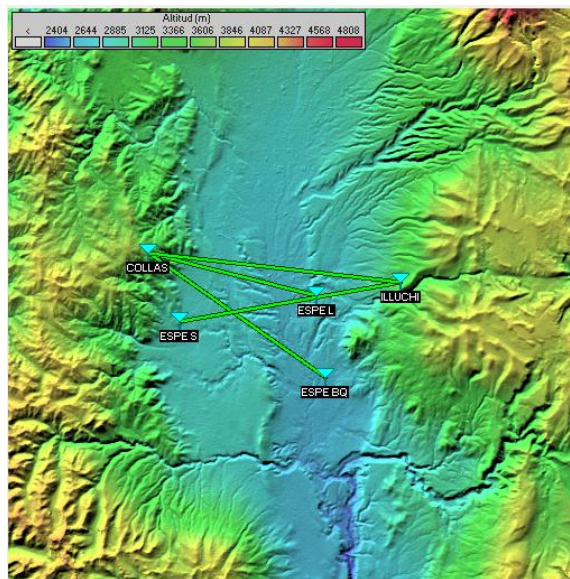 Altitud (m)
< 2404 2644 2885 3125 3366 3606 3846 4087 4327 4568 4808
COLLAS
ILLUCHI
ESPE L
ESPE S
ESPE BQ